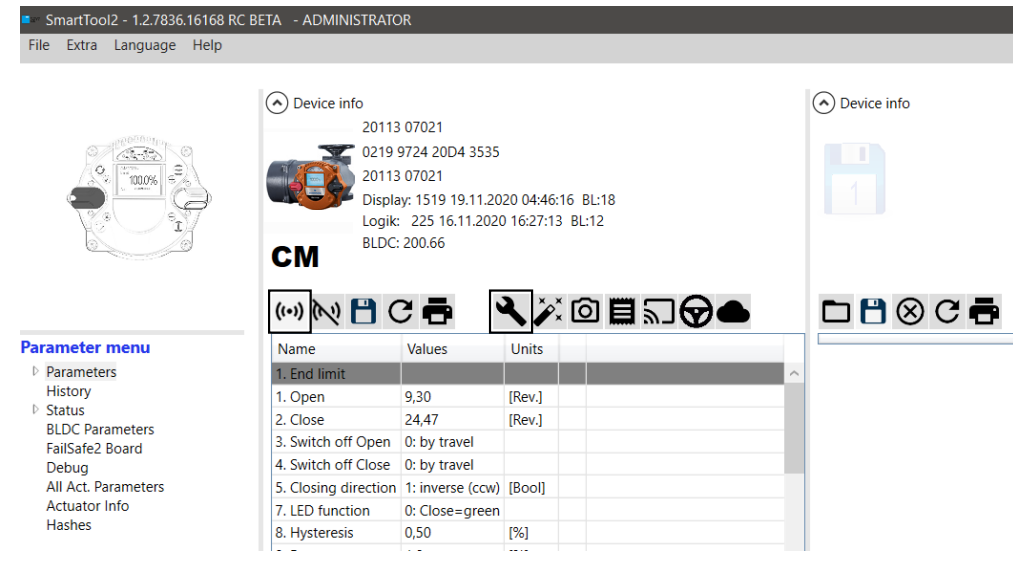 SmartTool2 - 1.2.7836.16168 RC BETA - ADMINISTRATOR
File Extra Language Help
Device info
20113 07021
0219 9724 20D4 3535
20113 07021
Display: 1519 19.11.2020 04:46:16 BL:18
Logik: 225 16.11.2020 16:27:13 BL:12
BLDC: 200.66
CM
Device info
1
100.0%
Parameter menu
Parameters
History
Status
BLDC Parameters
FailSafe2 Board
Debug
All Act. Parameters
Actuator Info
Hashes
Name Values Units
1. End limit
1. Open 9,30 [Rev.]
2. Close 24,47 [Rev.]
3. Switch off Open 0: by travel
4. Switch off Close 0: by travel
5. Closing direction 1: inverse (ccw) [Bool]
7. LED function 0: Close=green
8. Hysteresis 0,50 [%]